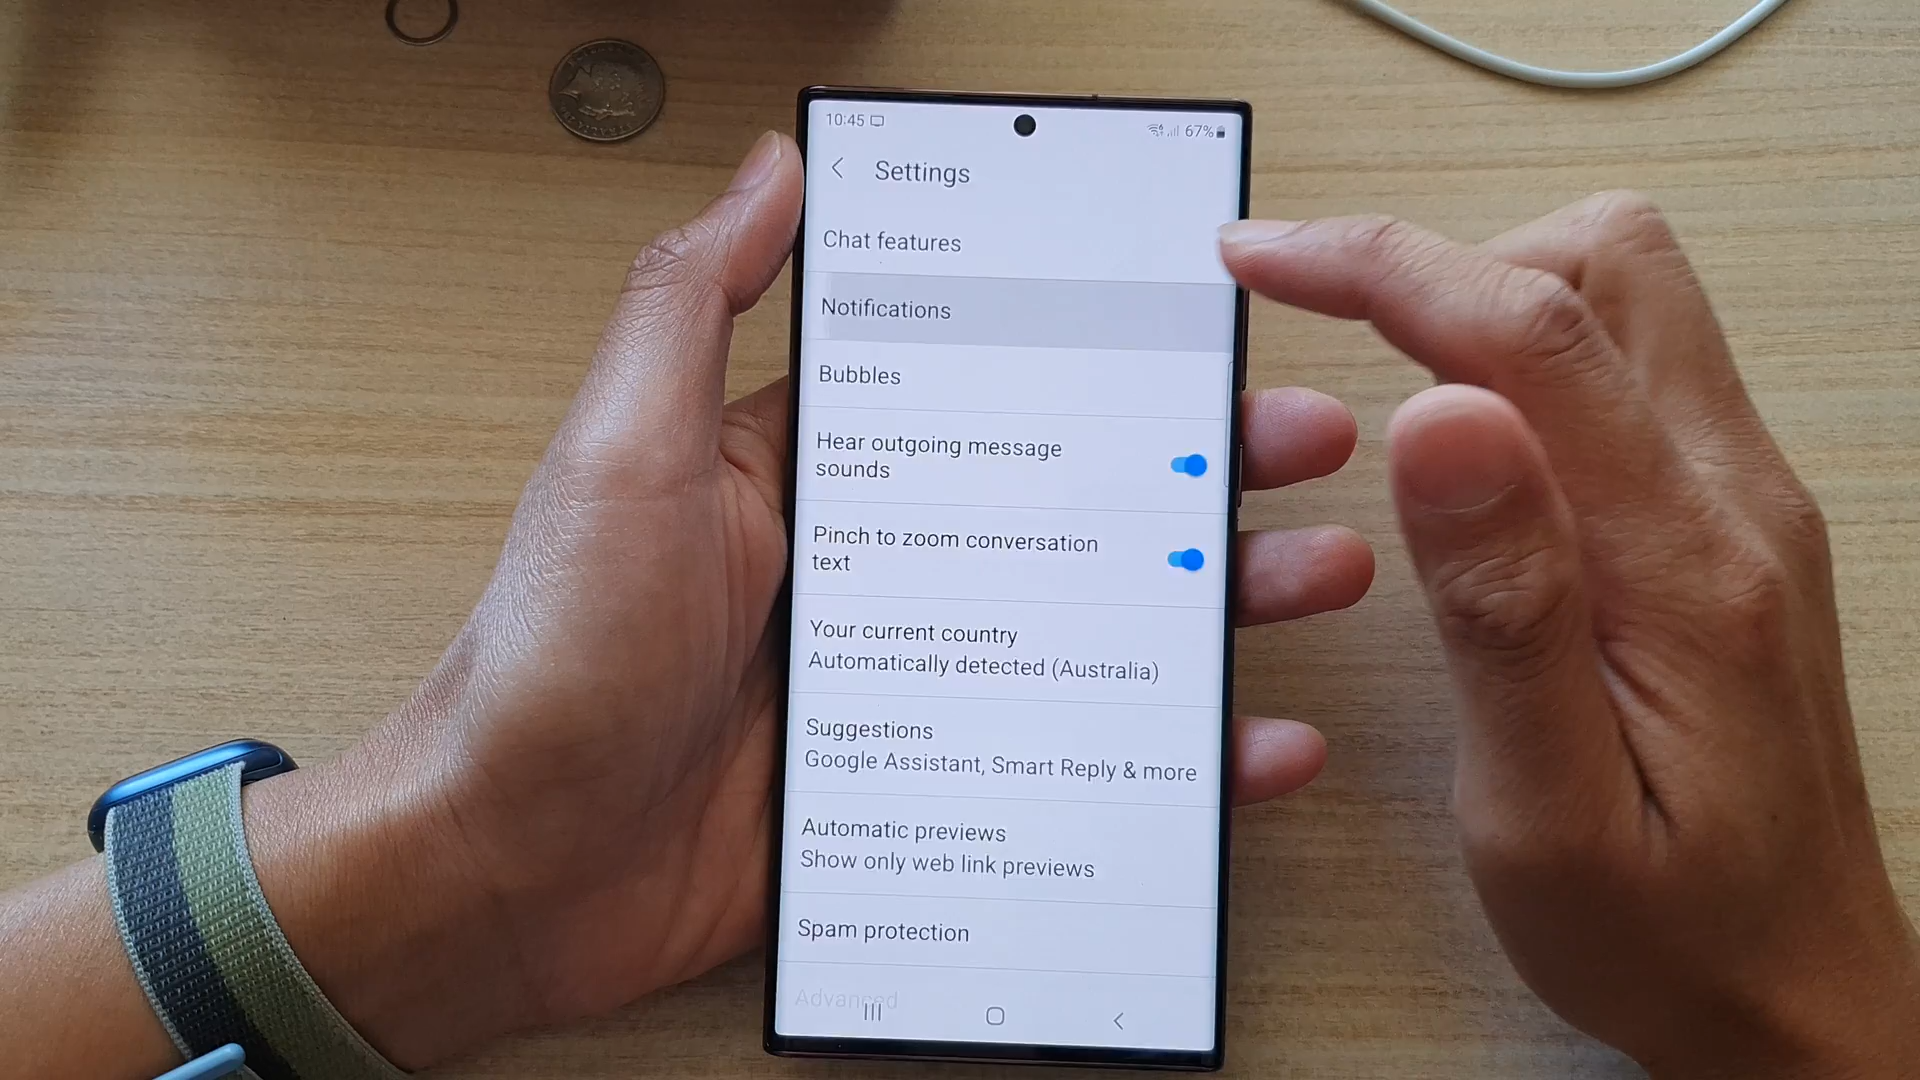 10:45
67%
Settings
Chat features
Notifications
Bubbles
Hear outgoing message
sounds
Pinch to zoom conversation
text
Your current country
Automatically detected (Australia)
Suggestions
Google Assistant, Smart Reply & more
Automatic previews
Show only web link previews
Spam protection
Advanced